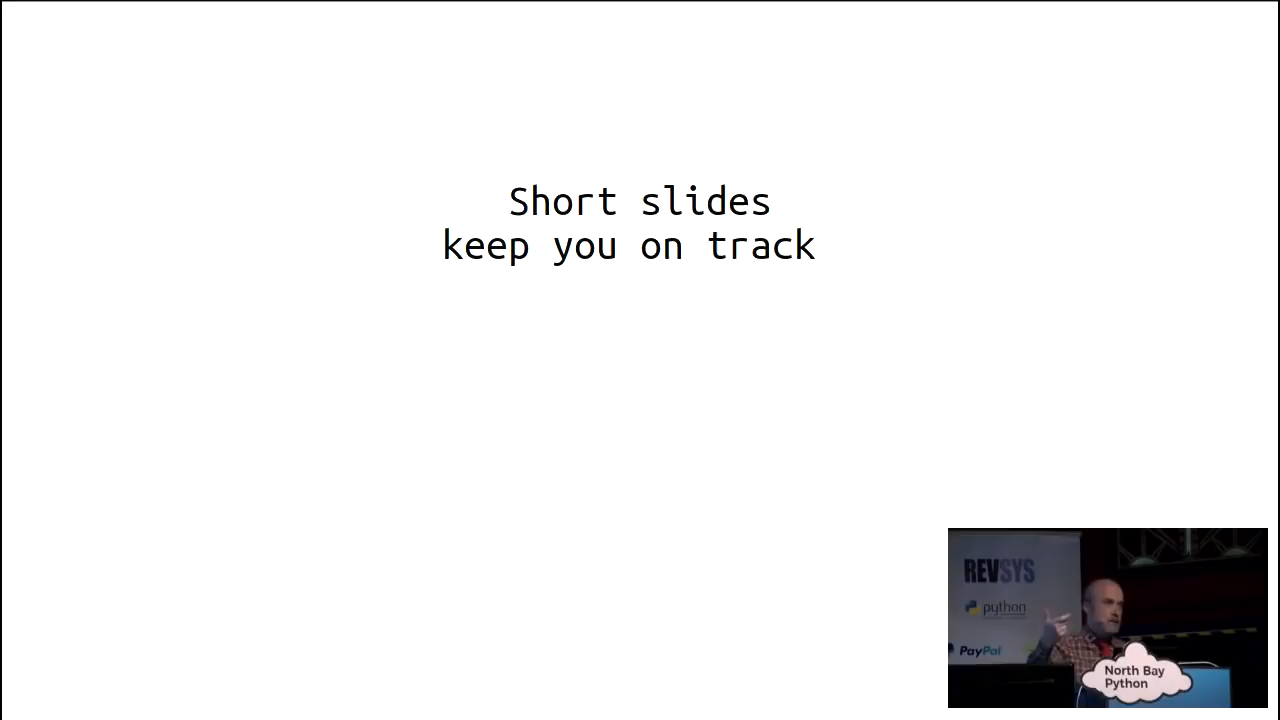 Short slides
keep you on track
REVSYS
python
PayPal
North Bay
Python